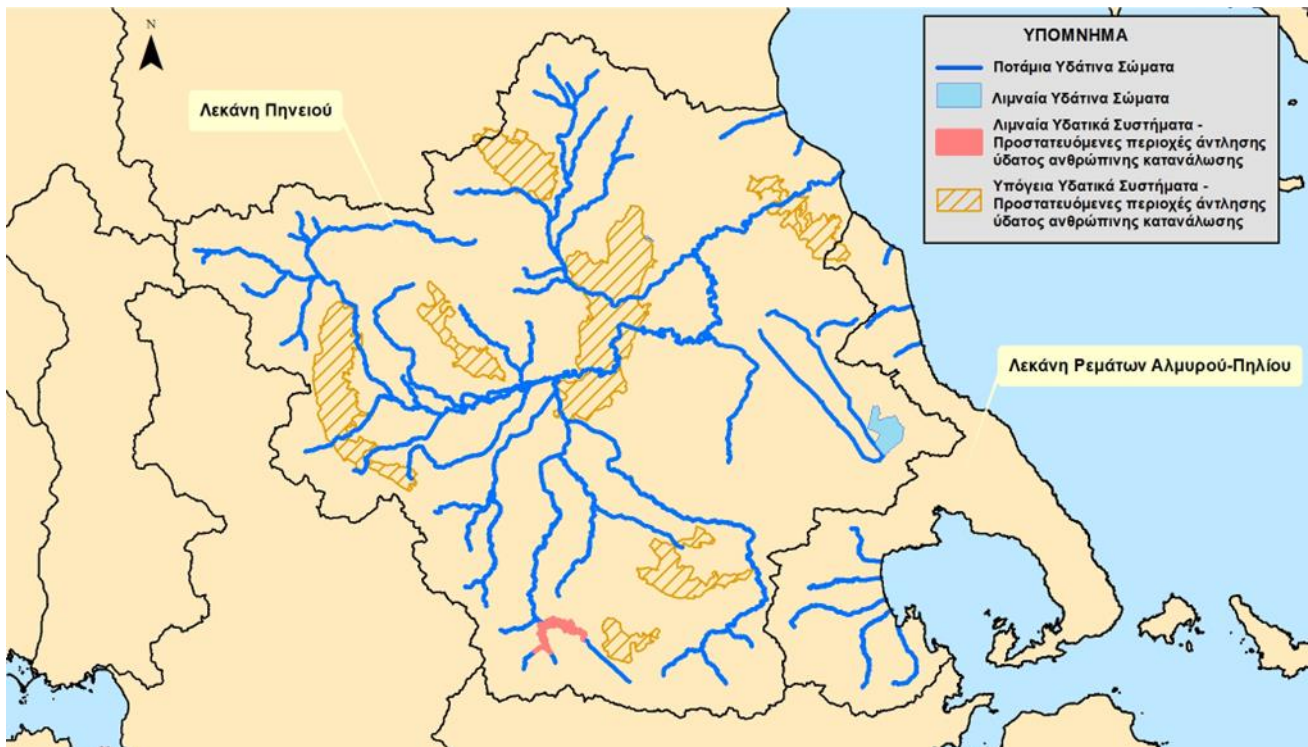 N
ΥΠΟΜΝΗΜΑ
Ποτάμια Υδάτινα Σώματα
Λιμναία Υδάτινα Σώματα
Λιμναία Υδατικά Συστήματα -
Προστατευόμενες περιοχές άντλησης
ύδατος ανθρώπινης κατανάλωσης
Υπόγεια Υδατικά Συστήματα -
Προστατευόμενες περιοχές άντλησης
ύδατος ανθρώπινης κατανάλωσης
Λεκάνη Πηνειού
Λεκάνη Ρεμάτων Αλμυρού-Πηλίου